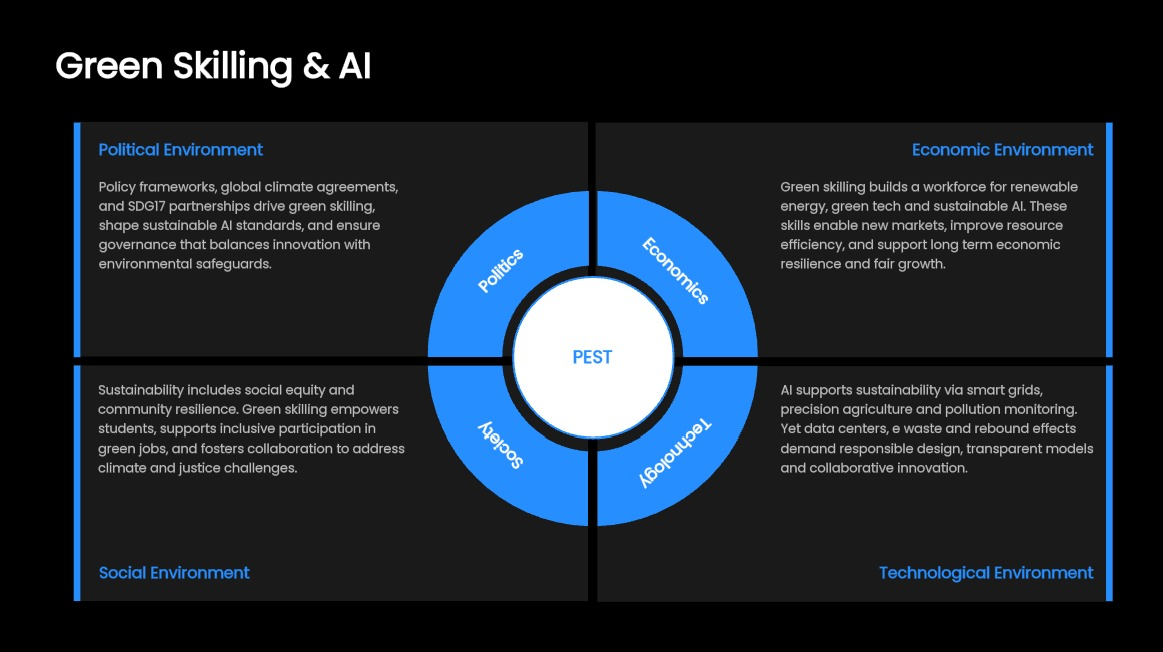 Green Skilling & AI
Political Environment
Policy frameworks, global climate agreements,
and SDG17 partnerships drive green skilling,
shape sustainable AI standards, and ensure
governance that balances innovation with
environmental safeguards.
Economic Environment
Green skilling builds a workforce for renewable
energy, green tech and sustainable AI. These
skills enable new markets, improve resource
efficiency, and support long term economic
resilience and fair growth.
Politics
Economics
PEST
Society
Technology
Sustainability includes social equity and
community resilience. Green skilling empowers
students, supports inclusive participation in
green jobs, and fosters collaboration to address
climate and justice challenges.
Social Environment
AI supports sustainability via smart grids,
precision agriculture and pollution monitoring.
Yet data centers, e waste and rebound effects
demand responsible design, transparent models
and collaborative innovation.
Technological Environment